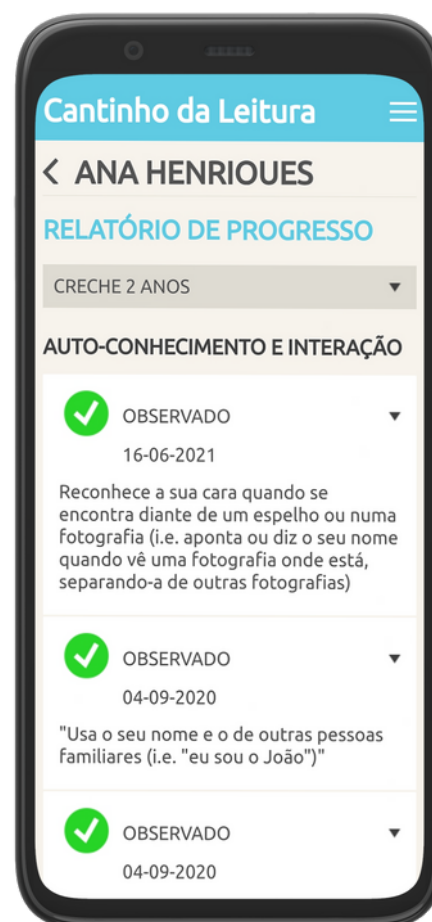 Cantinho da Leitura
ANA HENRIOUES
RELATÓRIO DE PROGRESSO
CRECHE 2 ANOS
AUTO-CONHECIMENTO E INTERAÇÃO
OBSERVADO
16-06-2021
Reconhece a sua cara quando se
encontra diante de um espelho ou numa
fotografia (i.e. aponta ou diz o seu nome
quando vê uma fotografia onde está,
separando-a de outras fotografias)
OBSERVADO
04-09-2020
"Usa o seu nome e o de outras pessoas
familiares (i.e. "eu sou o João")"
OBSERVADO
04-09-2020